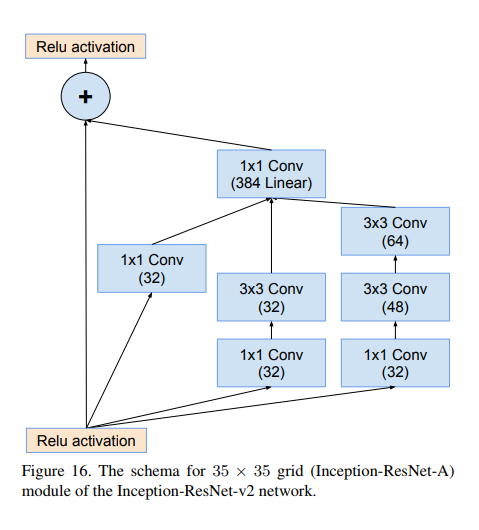 Relu activation
+
1x1 Conv
(384 Linear)
3x3 Conv
(64)
1x1 Conv
(32)
3x3 Conv
(32)
3x3 Conv
(48)
1x1 Conv
(32)
1x1 Conv
(32)
Relu activation
Figure 16. The schema for 35 × 35 grid (Inception-ResNet-A)
module of the Inception-ResNet-v2 network.